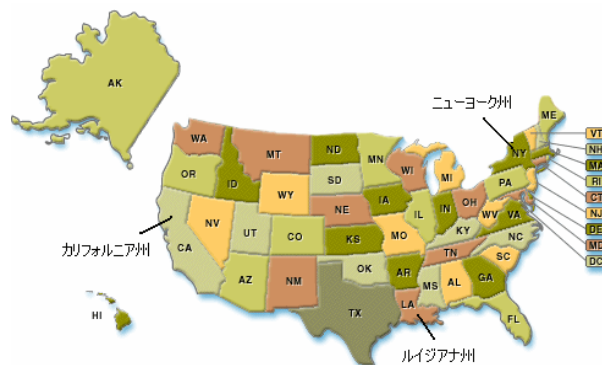 AK
ニューヨーク州
ME
WA
MT
ND
MN
VT
NH
NY
MA
OR
ID
SD
WI
MI
RI
WY
PA
CT
IA
NE
NJ
NV
IL
IN
OH
DE
UT
CO
WV
VA
MD
カリフォルニア州
CA
KS
MO
KY
NC
DC
TN
OK
AR
SC
AZ
NM
MS
AL
GA
HI
TX
LA
FL
ルイジアナ州